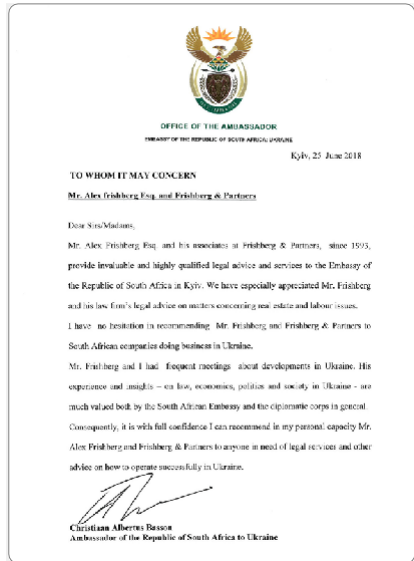 OFFICE OF THE AMBASSADOR
EMBASSY OF THE REPUBLIC OF SOUTH AFRICA: UKRAINE
Kyiv, 25 June 2018
TO WHOM IT MAY CONCERN
Mr. Alex frishberg Esq. and Frishberg & Partners
Dear Sirs/Madams,
Mr. Alex Frishberg Esq. and his associates at Frishberg & Partners, since 1993,
provide invaluable and highly qualified legal advice and services to the Embassy of
the Republic of South Africa in Kyiv. We have especially appreciated Mr. Frishberg
and his law firm's legal advice on matters concerning real estate and labour issues.
I have no hesitation in recommending Mr. Frishberg and Frishberg & Partners to
South African companies doing business in Ukraine.
Mr. Frishberg and I had frequent meetings about developments in Ukraine. His
experience and insights – on law, economics, politics and society in Ukraine - are
much valued both by the South African Embassy and the diplomatic corps in general.
Consequently, it is with full confidence I can recommend in my personal capacity Mr.
Alex Frishberg and Frishberg & Partners to anyone in need of legal services and other
advice on how to operate successfully in Ukraine.
Christiaan Albertus Basson
Ambassador of the Republic of South Africa to Ukraine